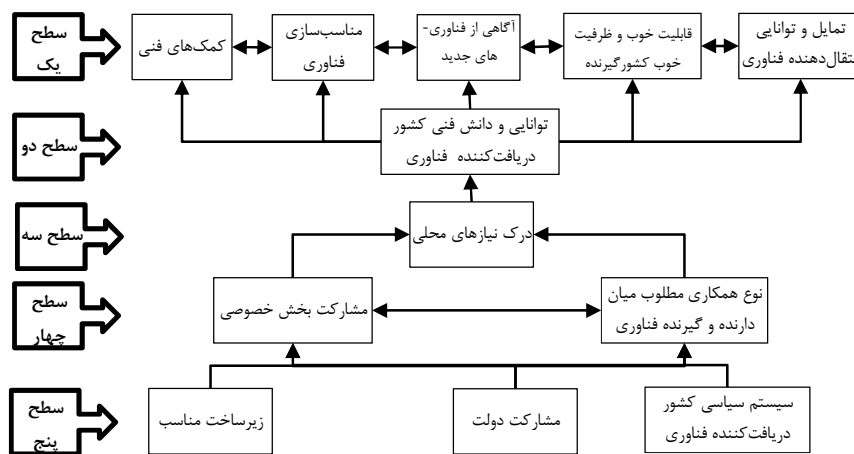 سطح
یک
تمایل و توانایی
نتقال‌دهنده فناوری
قابلیت خوب و ظرفیت
خوب کشورگیرنده
آگاهی از فناوری-
های جدید
مناسب‌سازی
فناوری
کمک‌های فنی
سطح دو
توانایی و دانش فنی کشور
دریافت‌کننده فناوری
سطح سه
درک نیازهای محلی
سطح
چهار
نوع همکاری مطلوب میان
دارنده و گیرنده فناوری
مشارکت بخش خصوصی
سطح
پنج
سیستم سیاسی کشور
دریافت‌کننده فناوری
مشارکت دولت
زیرساخت مناسب